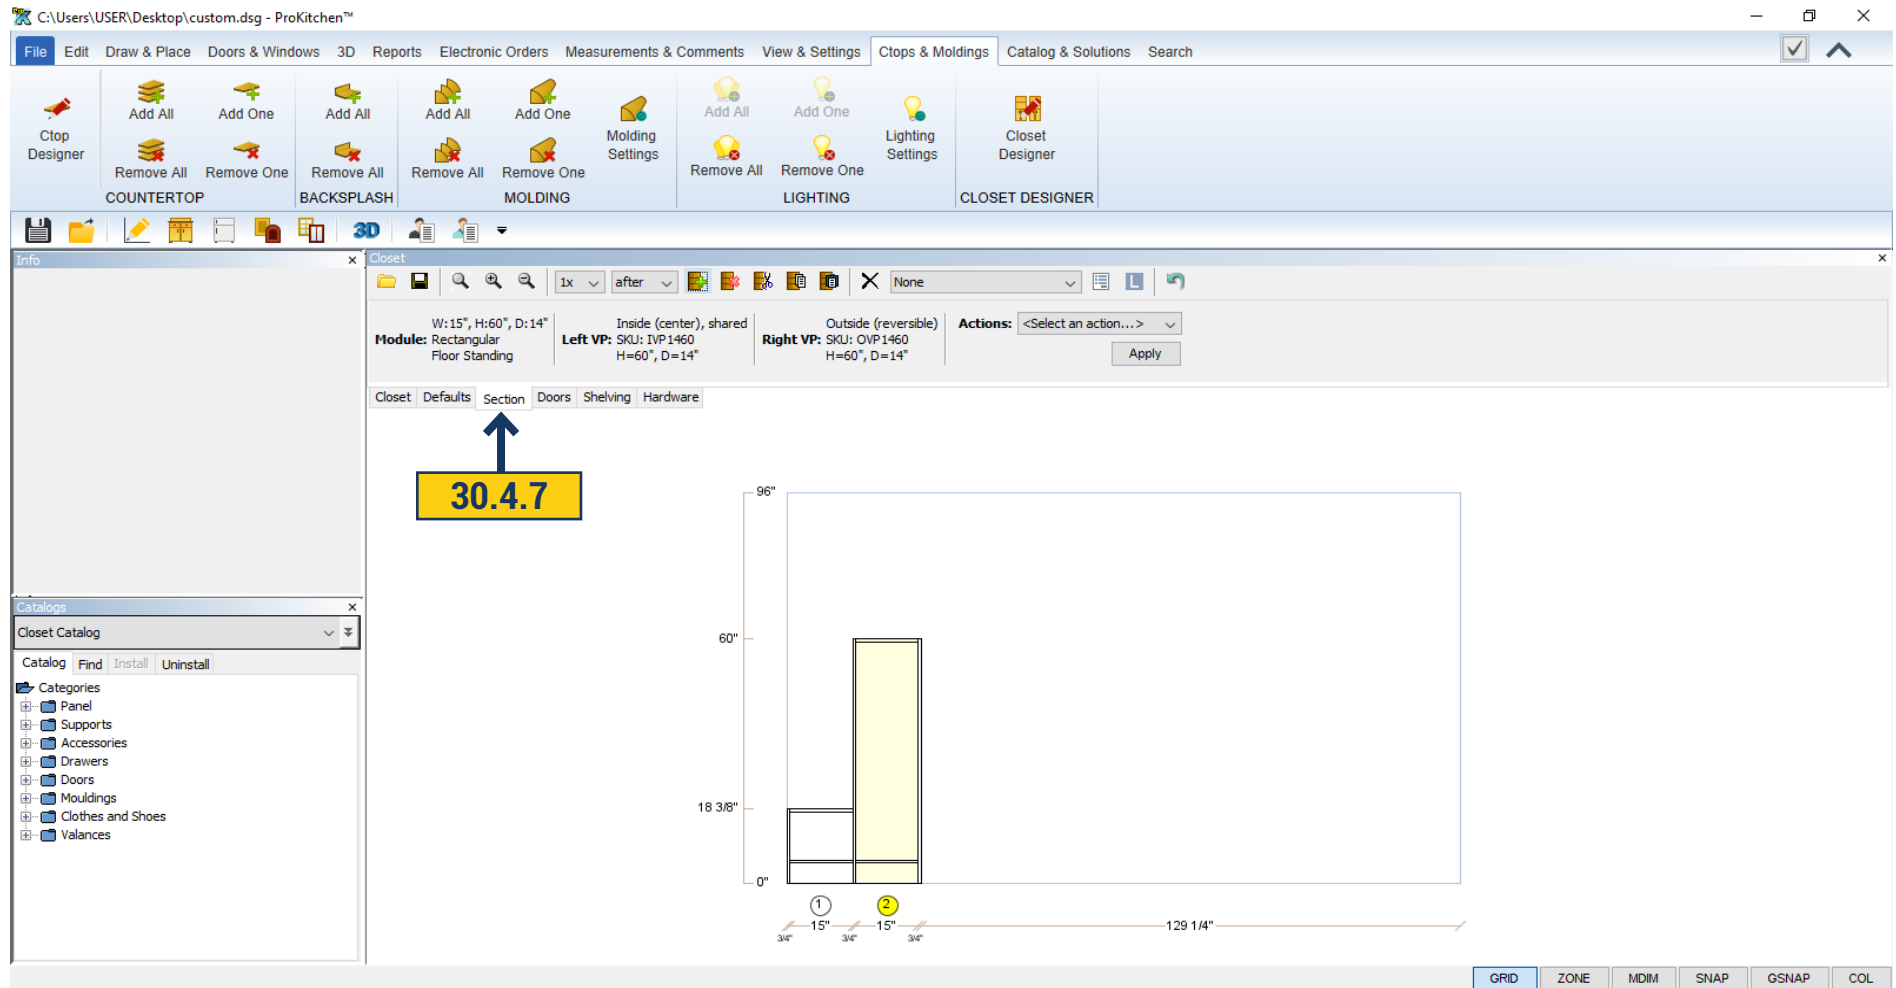 C:\Users\USER\Desktop\custom.dsg - ProKitchen™
File Edit Draw & Place Doors & Windows 3D Reports Electronic Orders Measurements & Comments View & Settings Ctops & Moldings Catalog & Solutions Search
Ctop Designer
Add All Add One
Remove All Remove One
COUNTERTOP
Add All
Remove All
BACKSPLASH
Add All Add One
Remove All Remove One
Molding Settings
MOLDING
Add All Add One
Remove All Remove One
Lighting Settings
LIGHTING
Closet Designer
CLOSET DESIGNER
3D
Info
Closet
1x after None L
Module: W:15", H:60", D:14"
Rectangular
Floor Standing
Left VP: Inside (center), shared
SKU: IVP1460
H=60", D=14"
Right VP: Outside (reversible)
SKU: OVP1460
H=60", D=14"
Actions: <Select an action...>
Apply
Closet Defaults Section Doors Shelving Hardware
30.4.7
96"
60"
18 3/8"
0"
1 2
15" 15" 129 1/4"
3/4" 3/4" 3/4"
Catalogs
Closet Catalog
Catalog Find Install Uninstall
Categories
Panel
Supports
Accessories
Drawers
Doors
Mouldings
Clothes and Shoes
Valances
GRID ZONE MDIM SNAP GSNAP COL